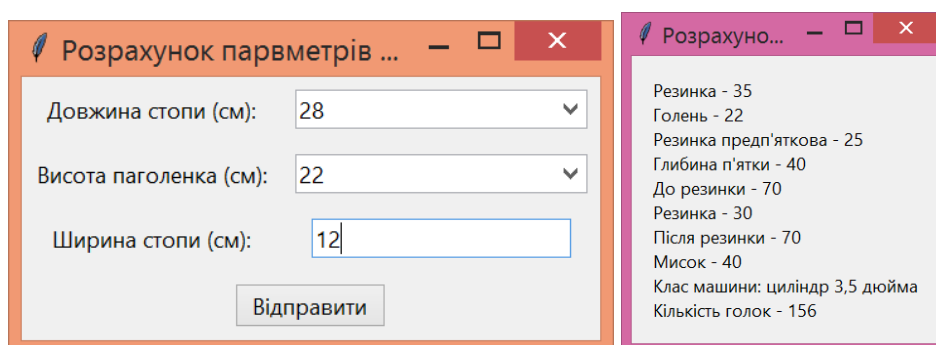 Розрахунок парвметрів ...
Довжина стопи (см): 28
Висота паголенка (см): 22
Ширина стопи (см): 12
Відправити
Розрахуно...
Резинка - 35
Голень - 22
Резинка предп'яткова - 25
Глибина п'ятки - 40
До резинки - 70
Резинка - 30
Після резинки - 70
Мисок - 40
Клас машини: циліндр 3,5 дюйма
Кількість голок - 156